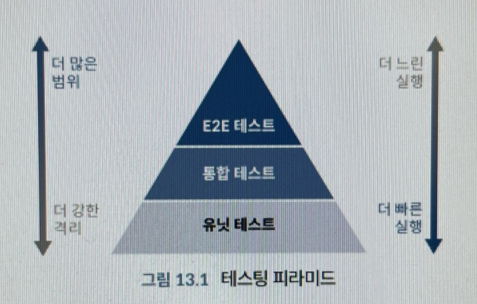 더 많은
범위
더 느린
실행
E2E 테스트
통합 테스트
유닛 테스트
더 강한
격리
더 빠른
실행
그림 13.1 테스팅 피라미드